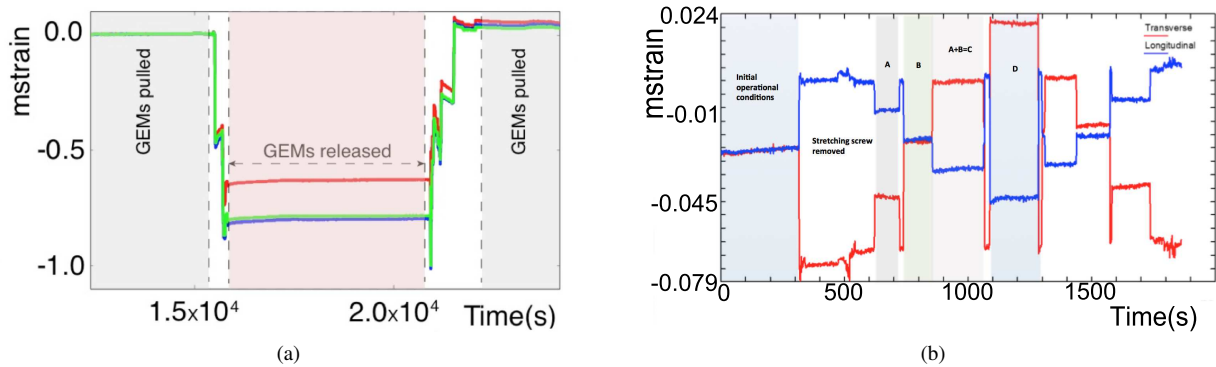 mstrain
0.0
-0.5
-1.0
GEMs pulled
GEMs released
GEMs pulled
1.5x10⁴
2.0x10⁴
Time(s)
(a)
mstrain
0.024
-0.01
-0.045
-0.079
Transverse
Longitudinal
Initial
operational
conditions
Stretching screw
removed
A
B
A+B=C
D
0
500
1000
1500
Time(s)
(b)